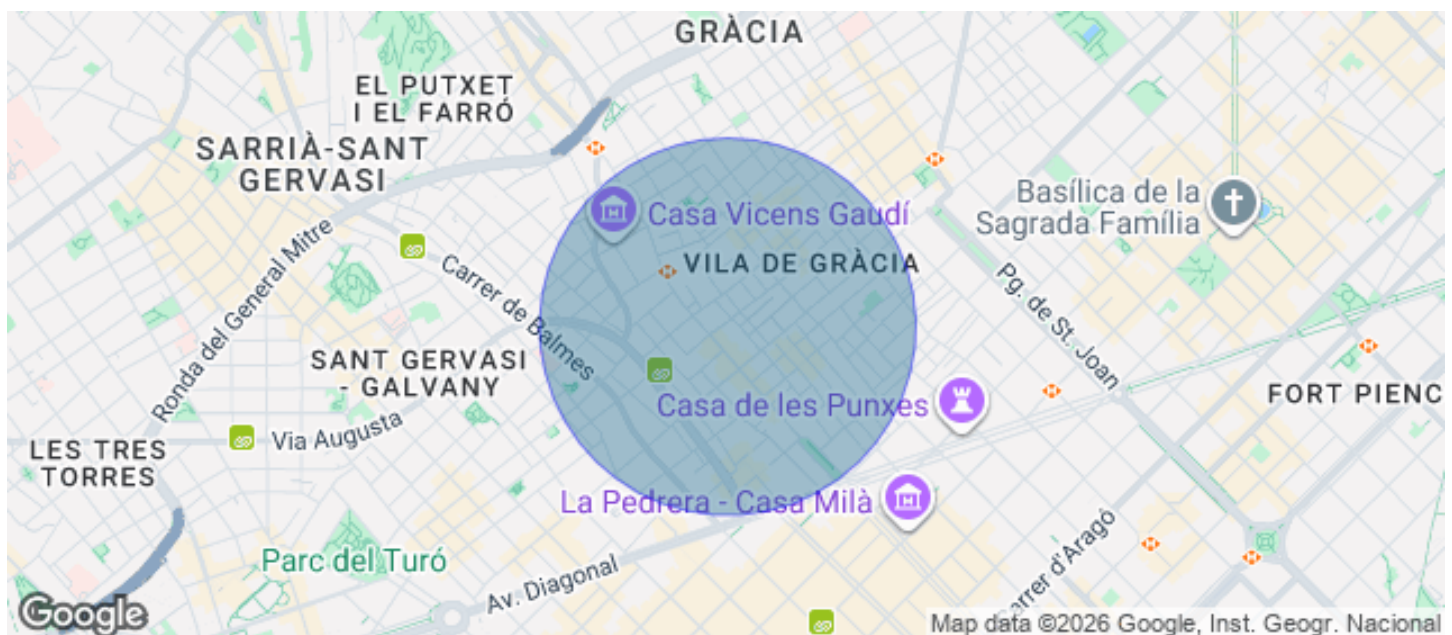 GRÀCIA
EL PUTXET
I EL FARRÓ
SARRIÀ-SANT
GERVASI
Casa Vicens Gaudí
Basílica de la
Sagrada Família
VILA DE GRÀCIA
Ronda del General Mitre
Carrer de Balmes
Pg. de St. Joan
SANT GERVASI
- GALVANY
Casa de les Punxes
FORT PIENC
Via Augusta
LES TRES
TORRES
La Pedrera - Casa Milà
Parc del Turó
Av. Diagonal
Carrer d'Aragó
Google
Map data ©2026 Google, Inst. Geogr. Nacional